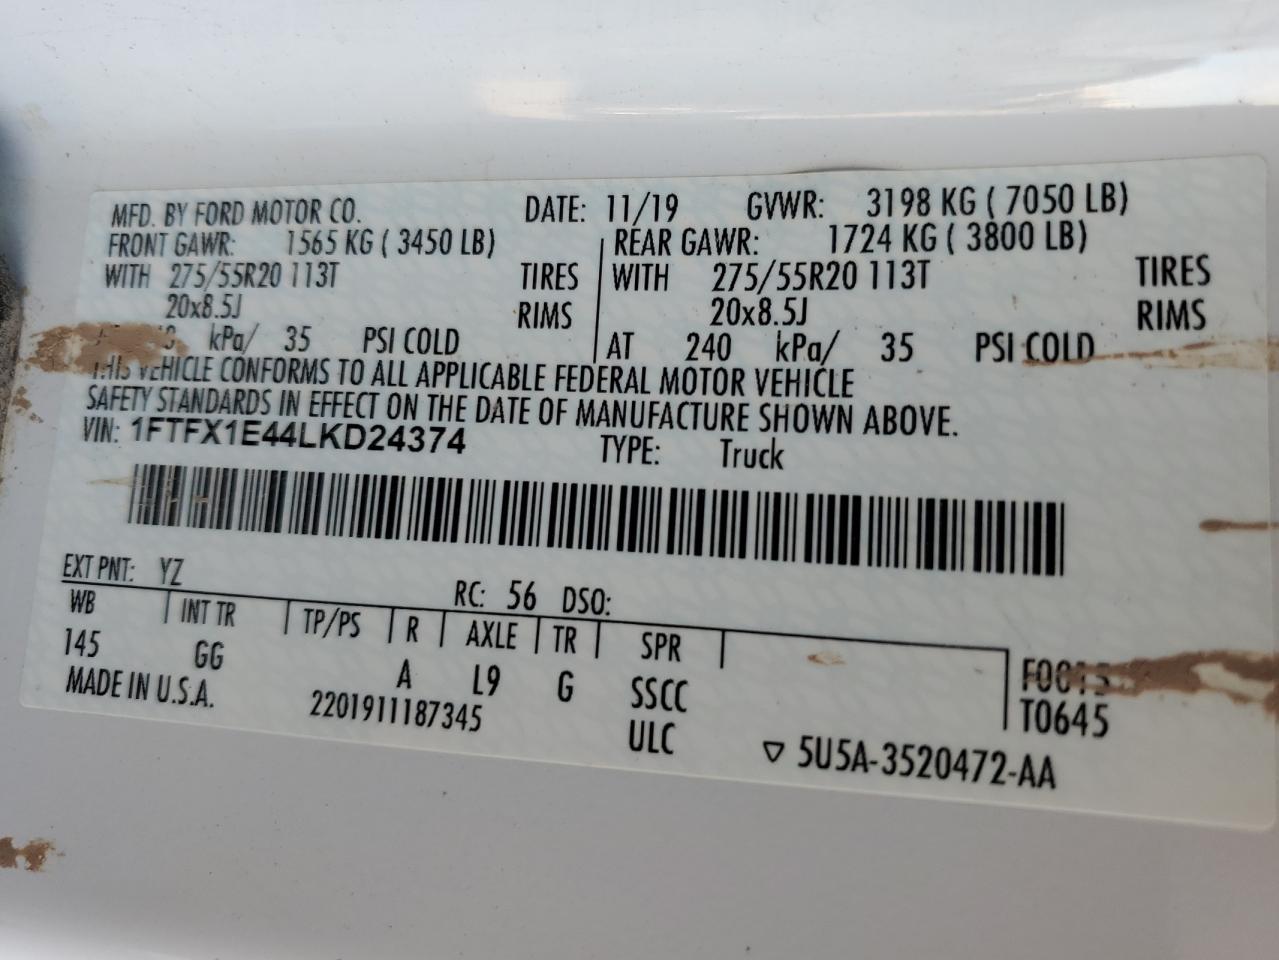 MFD. BY FORD MOTOR CO. DATE: 11/19 GVWR: 3198 KG ( 7050 LB)
FRONT GAWR: 1565 KG ( 3450 LB) REAR GAWR: 1724 KG ( 3800 LB)
WITH 275/55R20 113T TIRES WITH 275/55R20 113T TIRES
20x8.5J RIMS 20x8.5J RIMS
kPa/ 35 PSI COLD AT 240 kPa/ 35 PSI COLD
THIS VEHICLE CONFORMS TO ALL APPLICABLE FEDERAL MOTOR VEHICLE
SAFETY STANDARDS IN EFFECT ON THE DATE OF MANUFACTURE SHOWN ABOVE.
VIN: 1FTFX1E44LKD24374 TYPE: Truck
EXT PNT: YZ RC: 56 DSO:
WB INT TR TP/PS R AXLE TR SPR
145 GG A L9 G SSCC
T0645
MADE IN U.S.A. 2201911187345 ULC ▽ 5U5A-3520472-AA